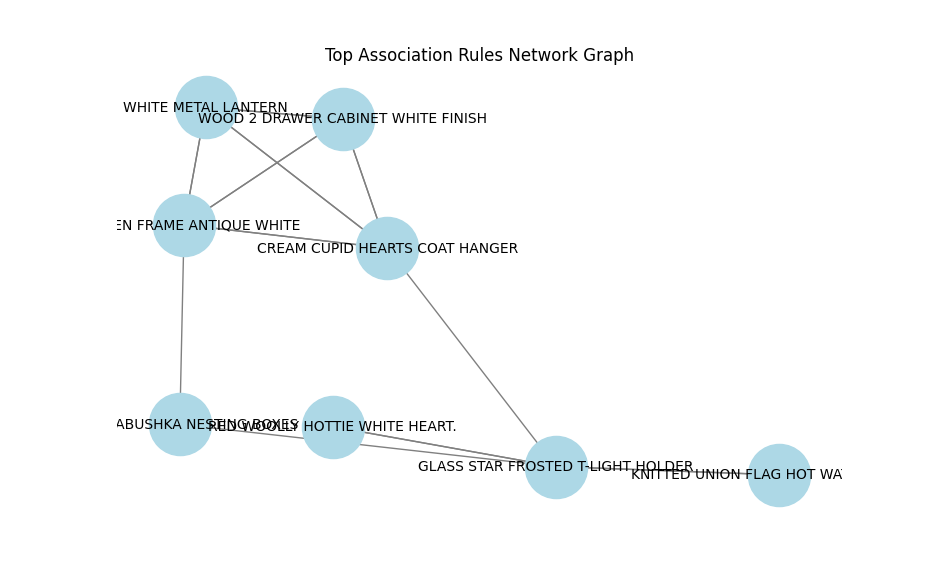 Top Association Rules Network Graph
WHITE METAL LANTERN
WOOD 2 DRAWER CABINET WHITE FINISH
EN FRAME ANTIQUE WHITE
CREAM CUPID HEARTS COAT HANGER
ABUSHKA NESTING BOXES
RED WOOLLY HOTTIE WHITE HEART.
GLASS STAR FROSTED T-LIGHT HOLDER
KNITTED UNION FLAG HOT WAT